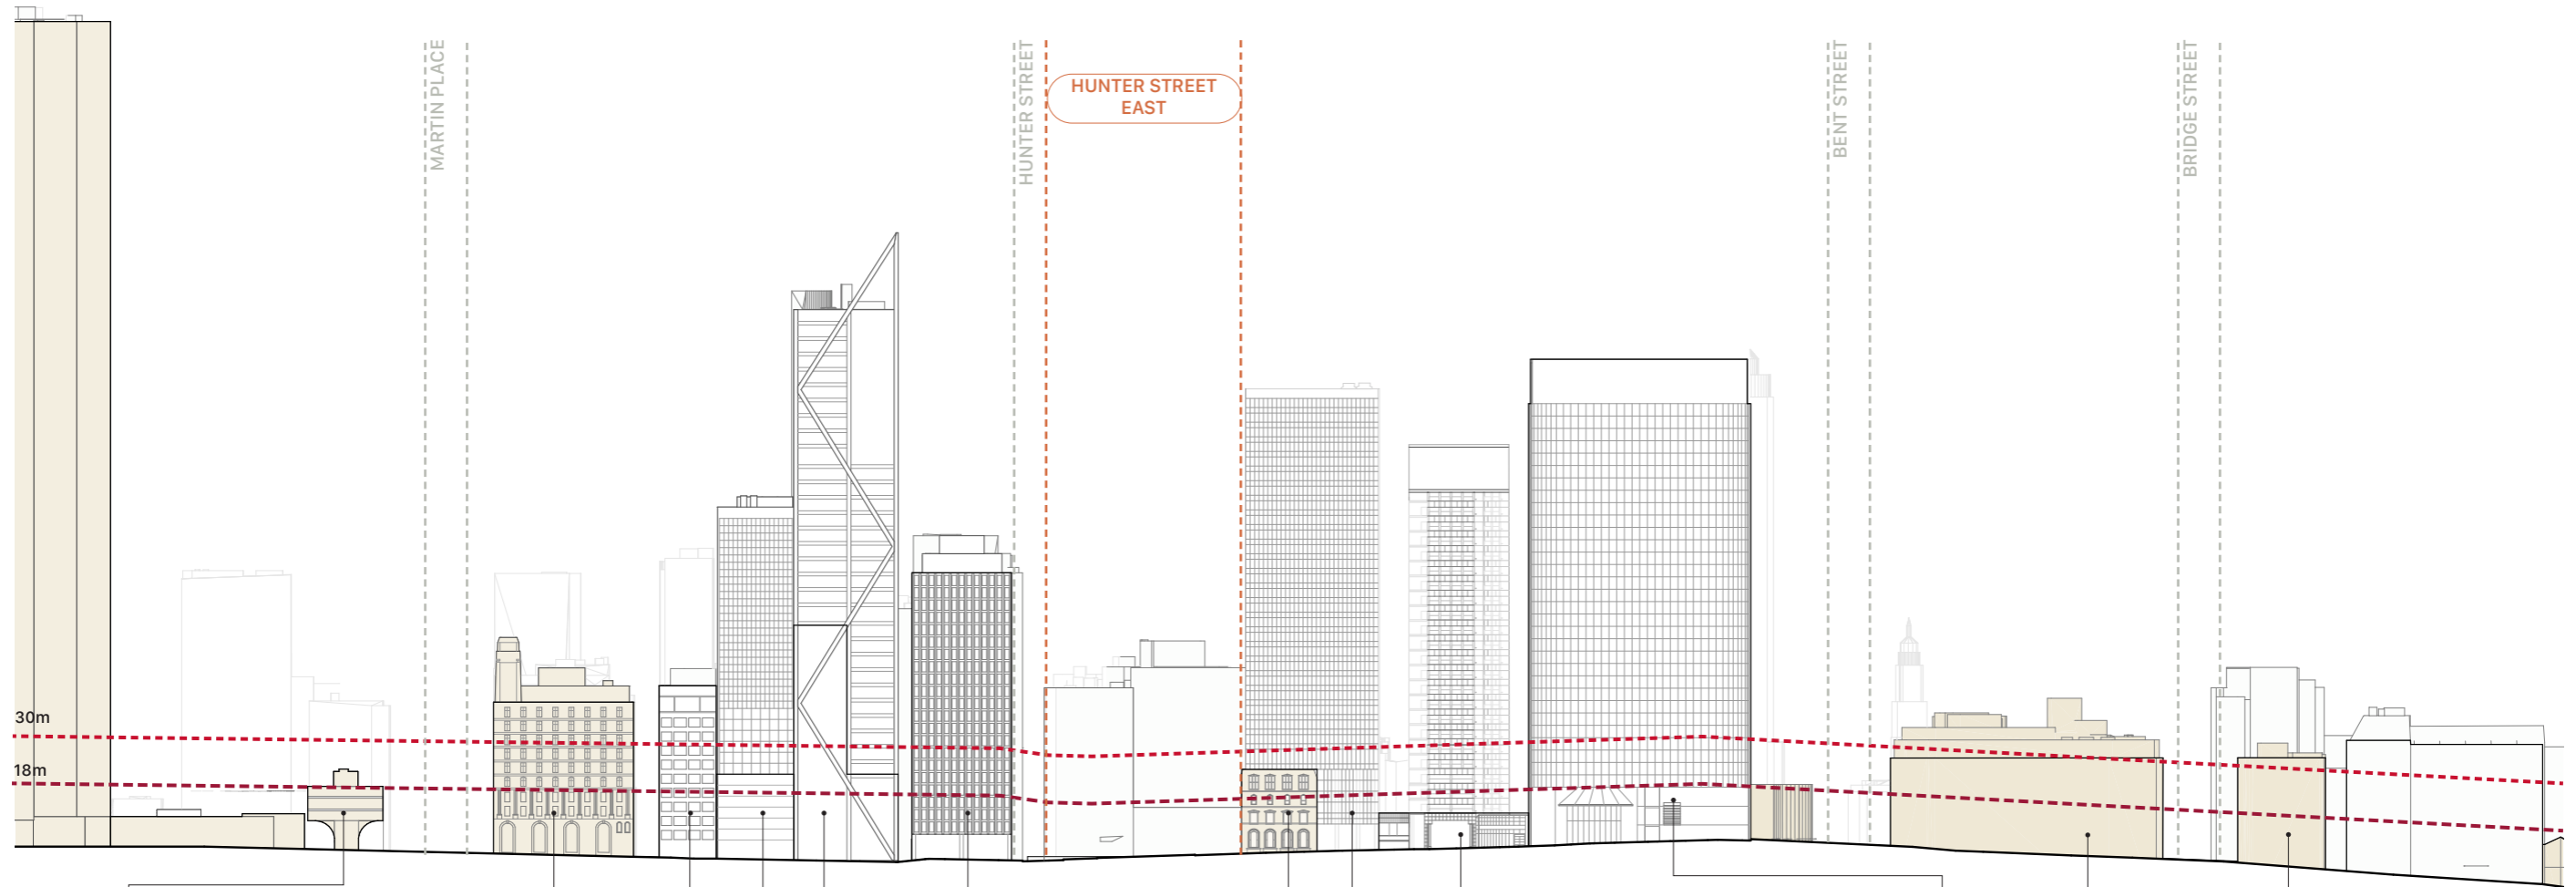 MARTIN PLACE
HUNTER STREET
HUNTER STREET
EAST
BENT STREET
BRIDGE STREET
30m
18m